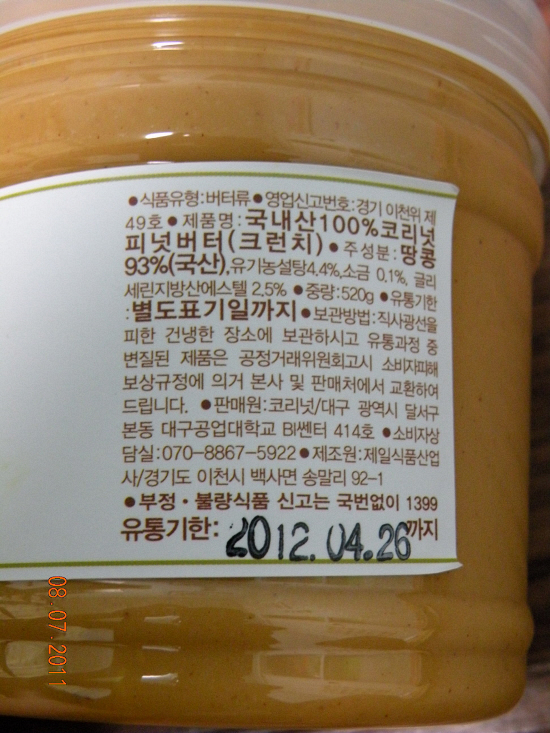 ●식품유형:버터류 ●영업신고번호:경기 이천위 제
49호 ● 제품명 : 국내산100%코리넛
피넛버터(크런치) ● 주성분 : 땅콩
93%(국산),유기농설탕4.4%,소금 0.1%, 글리
세린지방산에스텔 2.5% ●중량:520g ●유통기한
:별도표기일까지●보관방법:직사광선을
피한 건냉한 장소에 보관하시고 유통과정 중
변질된 제품은 공정거래위원회고시 소비자피해
보상규정에 의거 본사 및 판매처에서 교환하여
드립니다. ●판매원:코리넛/대구 광역시 달서구
본동 대구공업대학교 BI쎈터 414호 ●소비자상
담실:070-8867-5922●제조원:제일식품산업
사/경기도 이천시 백사면 송말리 92-1
●부정·불량식품 신고는 국번없이 1399
유통기한: 2012. 04.26까지
08.07.2011